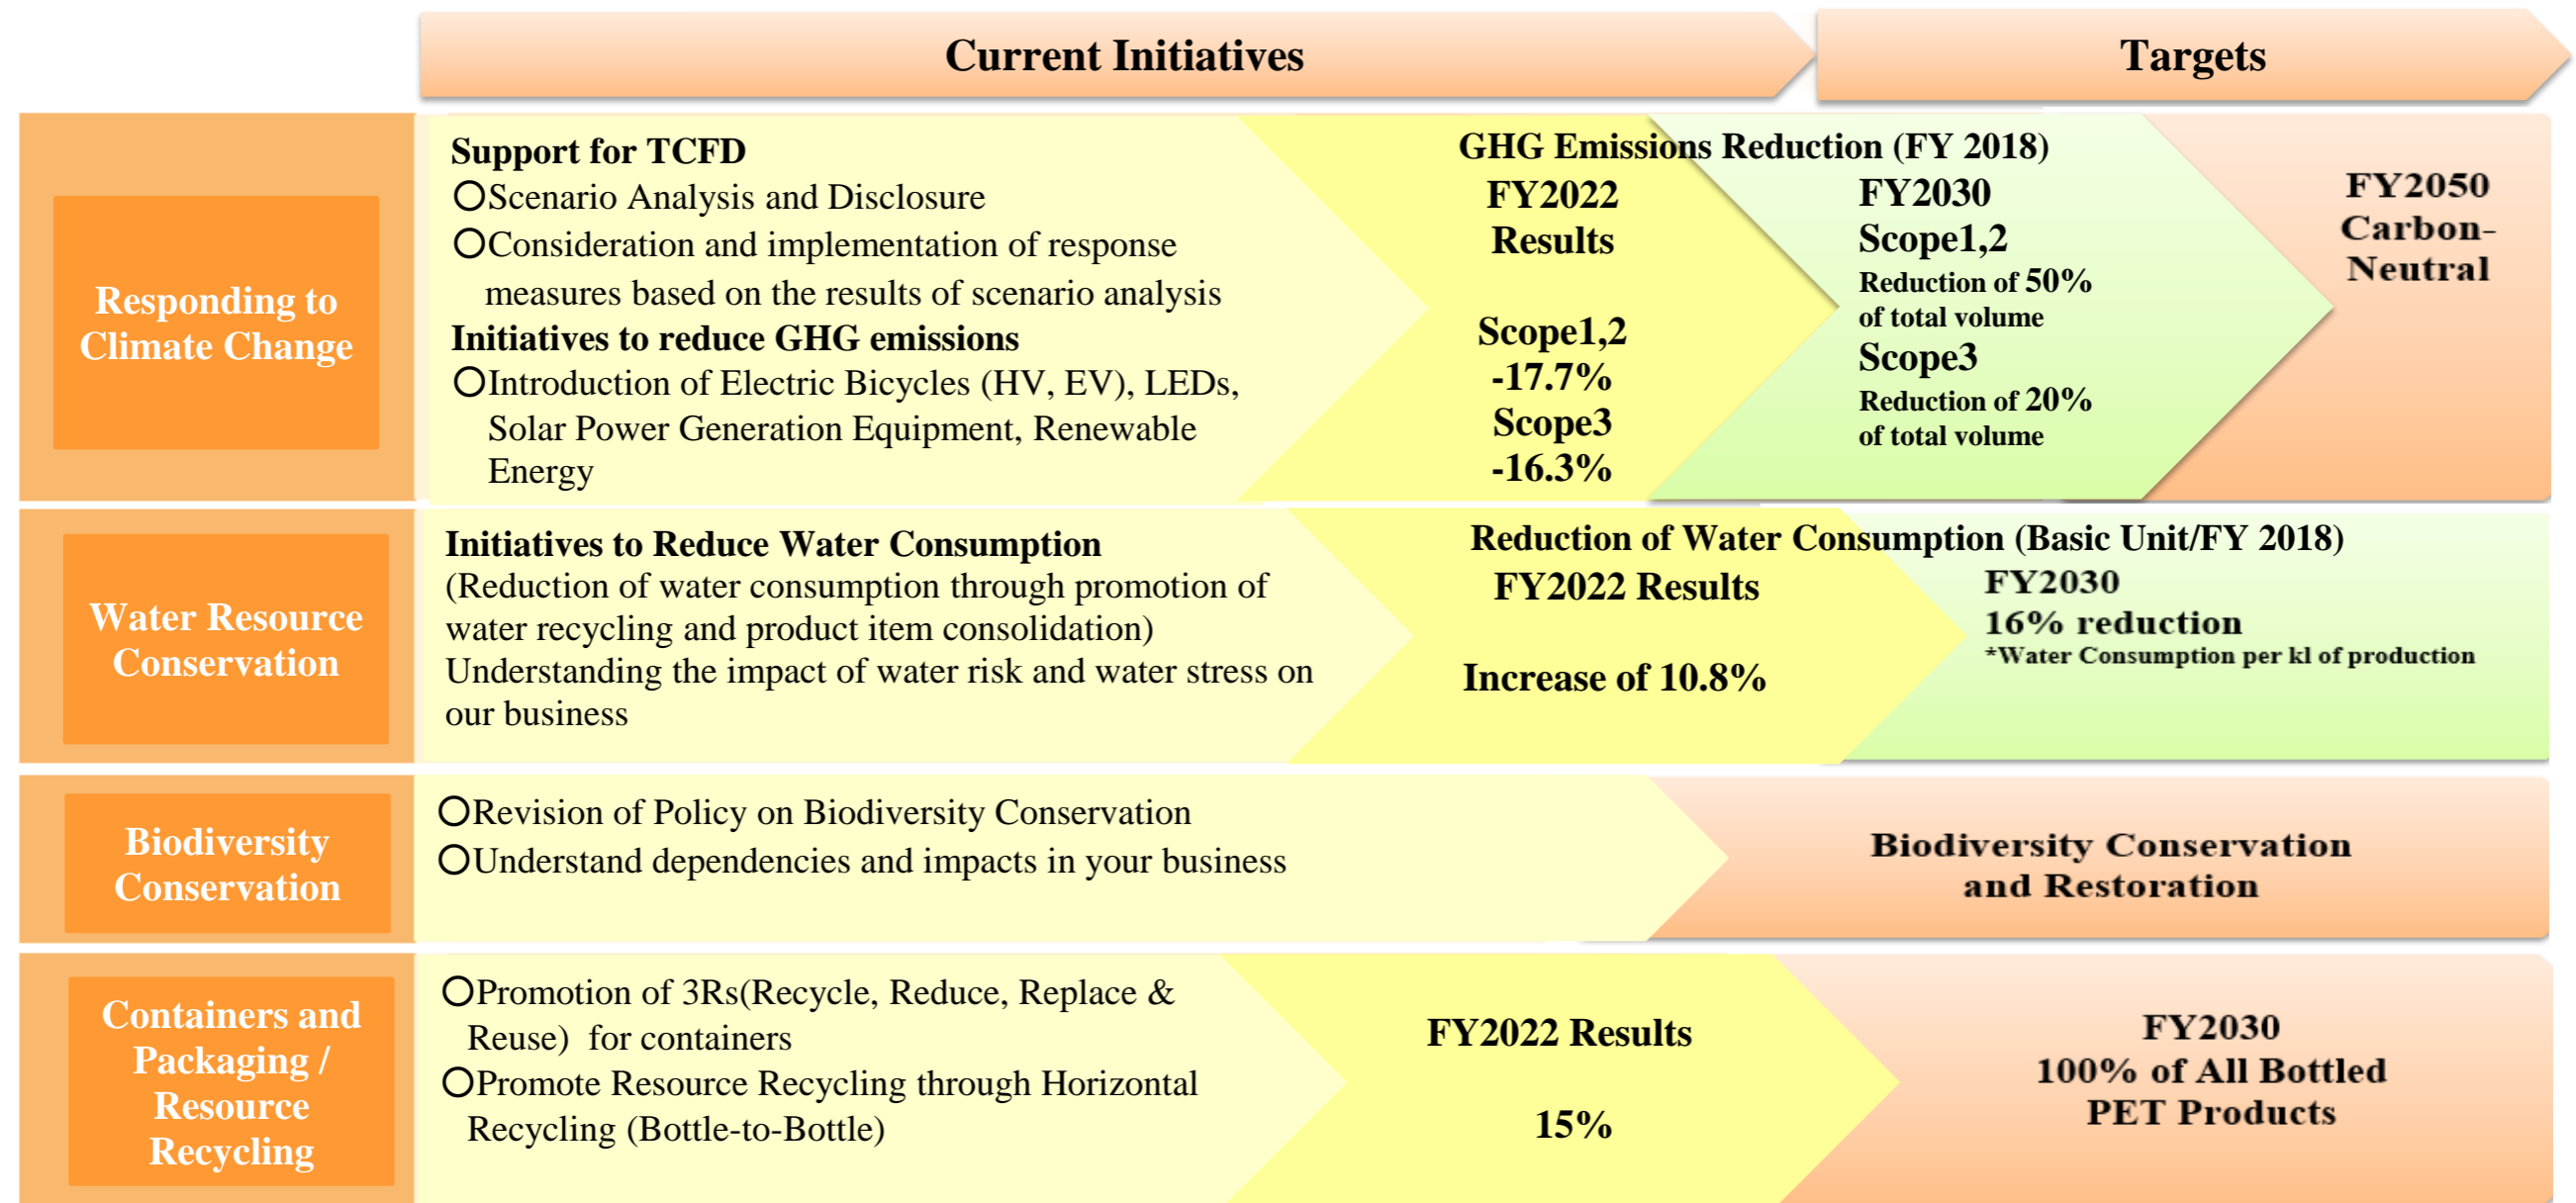 Current Initiatives
Targets
Responding to
Climate Change
Support for TCFD
○Scenario Analysis and Disclosure
○Consideration and implementation of response
measures based on the results of scenario analysis
Initiatives to reduce GHG emissions
○Introduction of Electric Bicycles (HV, EV), LEDs,
Solar Power Generation Equipment, Renewable
Energy
GHG Emissions Reduction (FY 2018)
FY2022
Results
Scope1,2
-17.7%
Scope3
-16.3%
FY2030
Scope1,2
Reduction of 50%
of total volume
Scope3
Reduction of 20%
of total volume
FY2050
Carbon-
Neutral
Water Resource
Conservation
Initiatives to Reduce Water Consumption
(Reduction of water consumption through promotion of
water recycling and product item consolidation)
Understanding the impact of water risk and water stress on
our business
Reduction of Water Consumption (Basic Unit/FY 2018)
FY2022 Results
Increase of 10.8%
FY2030
16% reduction
*Water Consumption per kl of production
Biodiversity
Conservation
○Revision of Policy on Biodiversity Conservation
○Understand dependencies and impacts in your business
Biodiversity Conservation
and Restoration
Containers and
Packaging /
Resource
Recycling
○Promotion of 3Rs(Recycle, Reduce, Replace &
Reuse) for containers
○Promote Resource Recycling through Horizontal
Recycling (Bottle-to-Bottle)
FY2022 Results
15%
FY2030
100% of All Bottled
PET Products